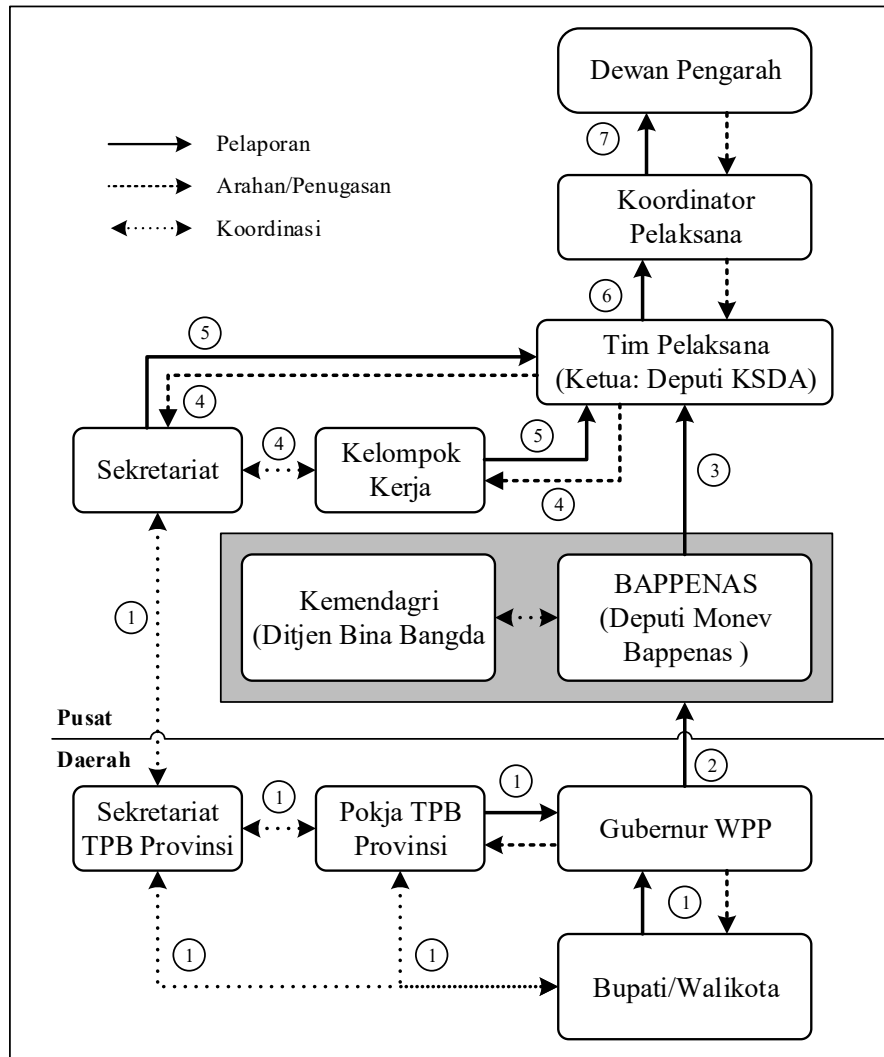 Dewan Pengarah
Pelaporan
Arahan/Penugasan
Koordinasi
7
Koordinator
Pelaksana
6
5
Tim Pelaksana
(Ketua: Deputi KSDA)
4
Sekretariat
4
Kelompok
Kerja
5
4
3
Kemendagri
(Ditjen Bina Bangda
BAPPENAS
(Deputi Monev
Bappenas )
1
Pusat
Daerah
2
Sekretariat
TPB Provinsi
1
Pokja TPB
Provinsi
1
Gubernur WPP
1
1
1
Bupati/Walikota